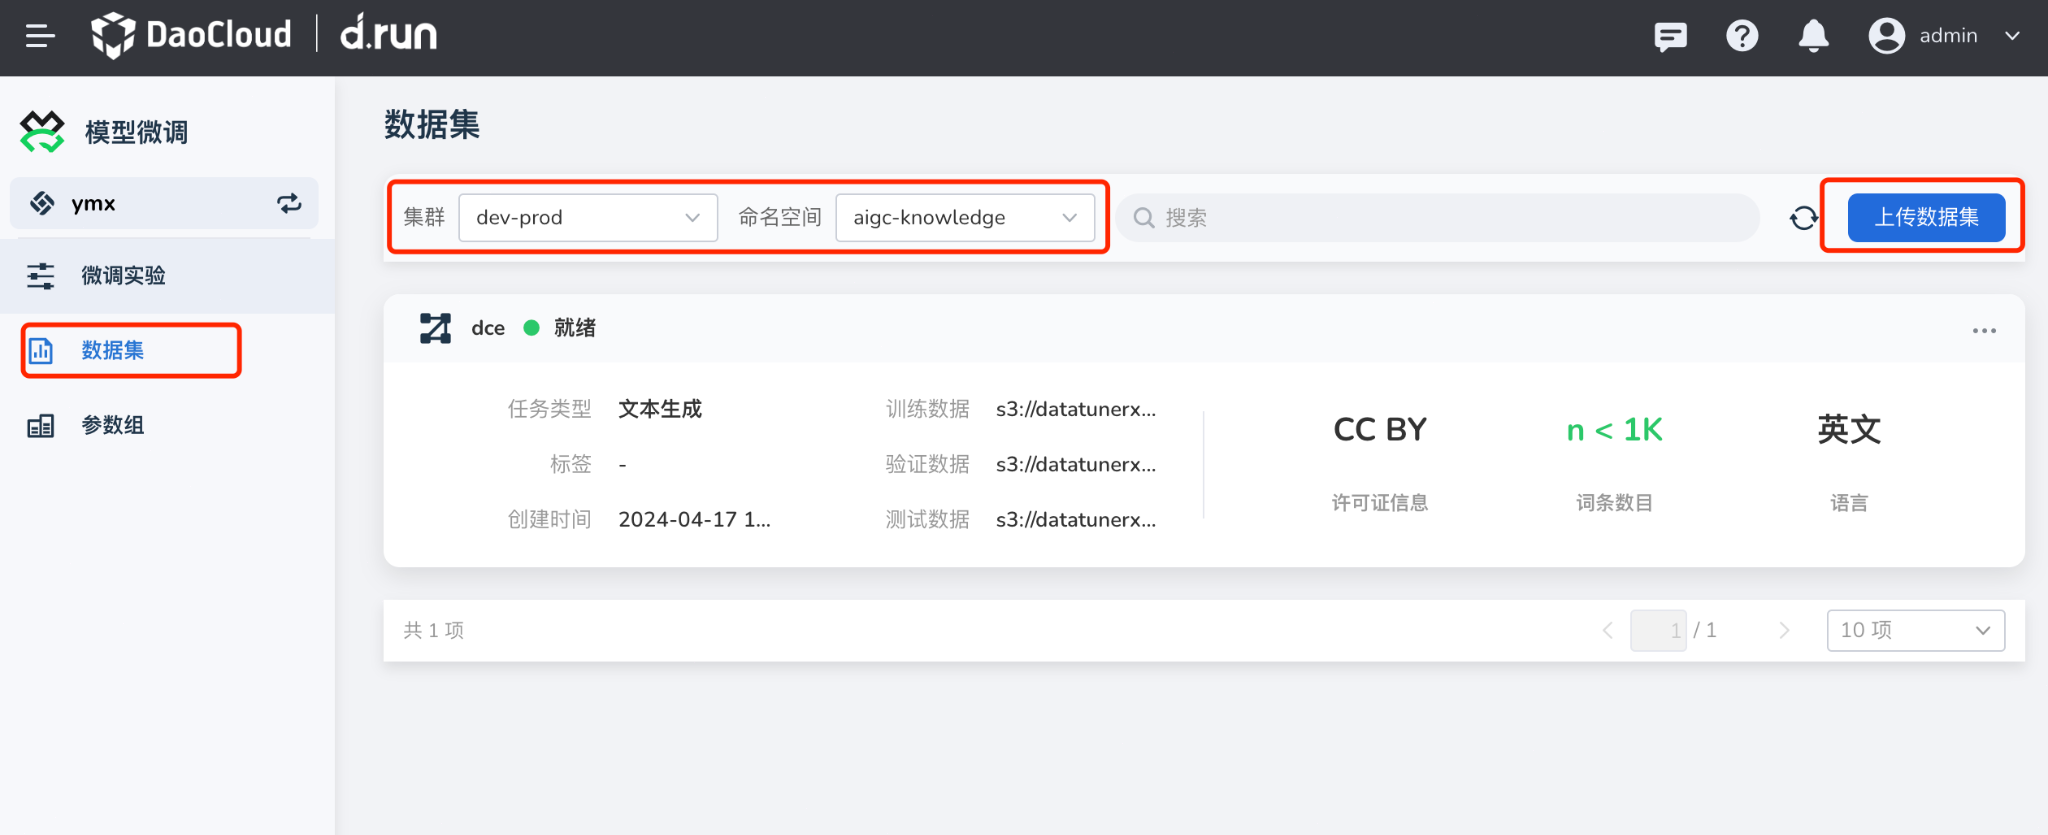 DaoCloud | d.run
admin
模型微调
ymx
微调实验
数据集
参数组
数据集
集群 dev-prod 命名空间 aigc-knowledge 搜索 上传数据集
dce 就绪
任务类型 文本生成 训练数据 s3://datatunerx...
标签 - 验证数据 s3://datatunerx...
创建时间 2024-04-17 1... 测试数据 s3://datatunerx...
CC BY n < 1K 英文
许可证信息 词条数目 语言
共 1 项 1 / 1 10 项